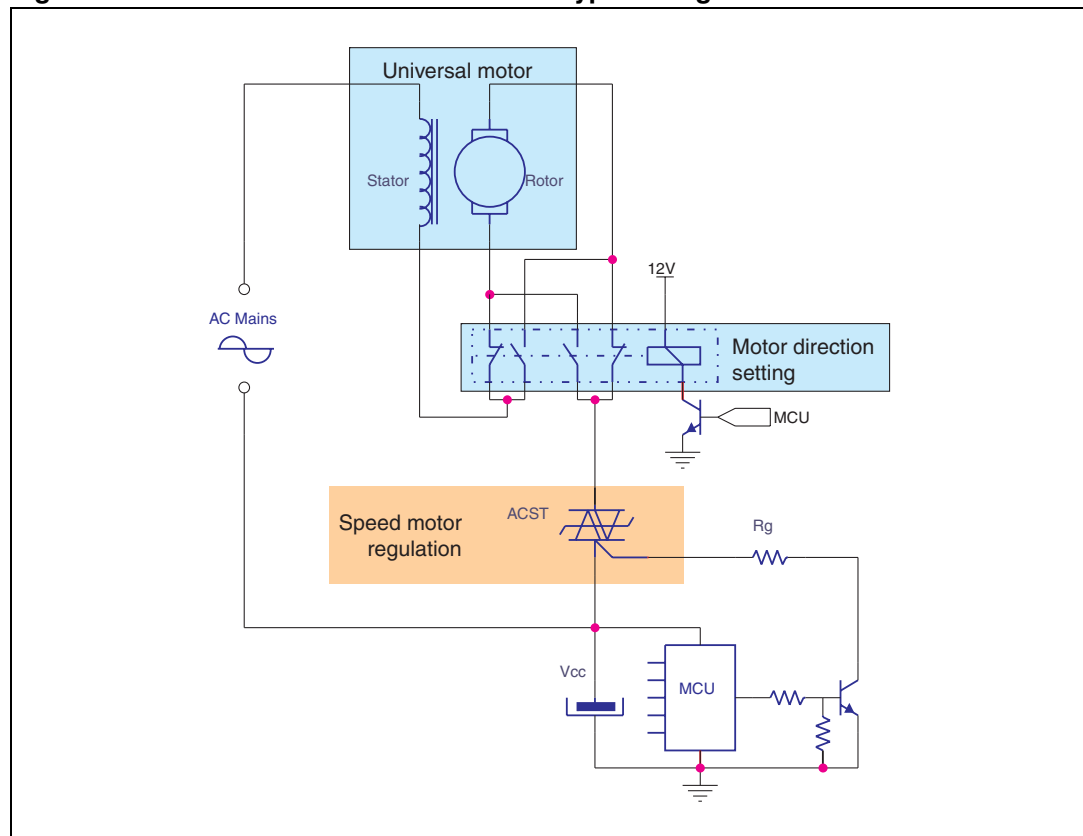 Universal motor
Stator
Rotor
12V
AC Mains
Motor direction
setting
MCU
ACST
Speed motor
regulation
Rg
Vcc
MCU